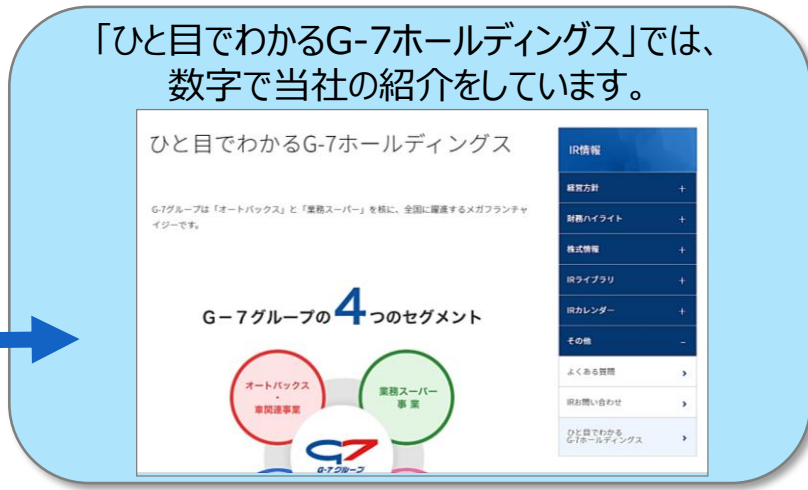 「ひと目でわかるG-7ホールディングス」では、
数字で当社の紹介をしています。
ひと目でわかるG-7ホールディングス
G-7グループは「オートバックス」と「業務スーパー」を核に、全国に躍進するメガフランチャ
イジーです。
G－7グループの4つのセグメント
オートバックス
・
車関連事業
業務スーパー
事業
G7
G-7グループ
IR情報
経営方針 +
財務ハイライト +
株式情報 +
IRライブラリ +
IRカレンダー +
その他 -
よくある質問 >
IRお問い合わせ >
ひと目でわかる
G-7ホールディングス >